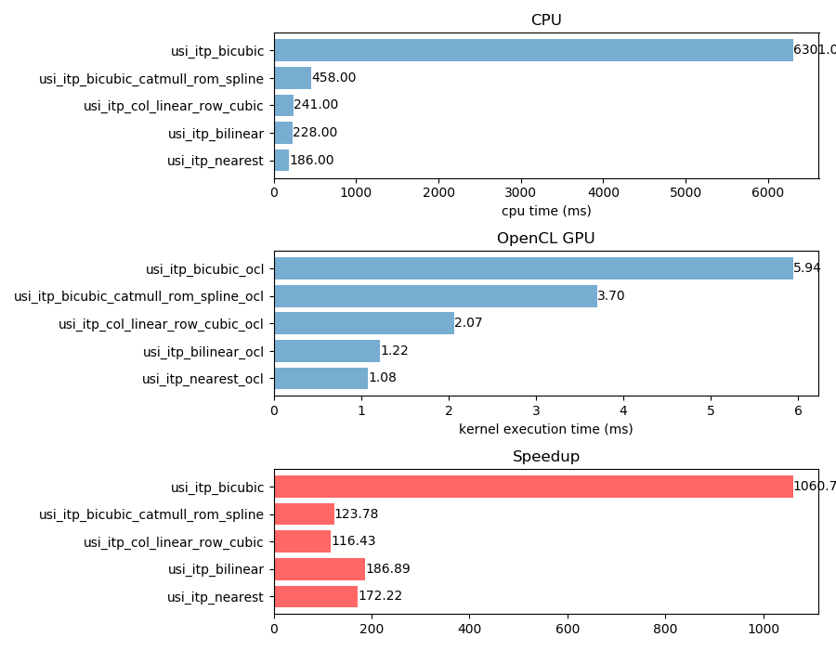 CPU
usi_itp_bicubic 6301.0
usi_itp_bicubic_catmull_rom_spline 458.00
usi_itp_col_linear_row_cubic 241.00
usi_itp_bilinear 228.00
usi_itp_nearest 186.00
0 1000 2000 3000 4000 5000 6000
cpu time (ms)
OpenCL GPU
usi_itp_bicubic_ocl 5.94
usi_itp_bicubic_catmull_rom_spline_ocl 3.70
usi_itp_col_linear_row_cubic_ocl 2.07
usi_itp_bilinear_ocl 1.22
usi_itp_nearest_ocl 1.08
0 1 2 3 4 5 6
kernel execution time (ms)
Speedup
usi_itp_bicubic 1060.7
usi_itp_bicubic_catmull_rom_spline 123.78
usi_itp_col_linear_row_cubic 116.43
usi_itp_bilinear 186.89
usi_itp_nearest 172.22
0 200 400 600 800 1000